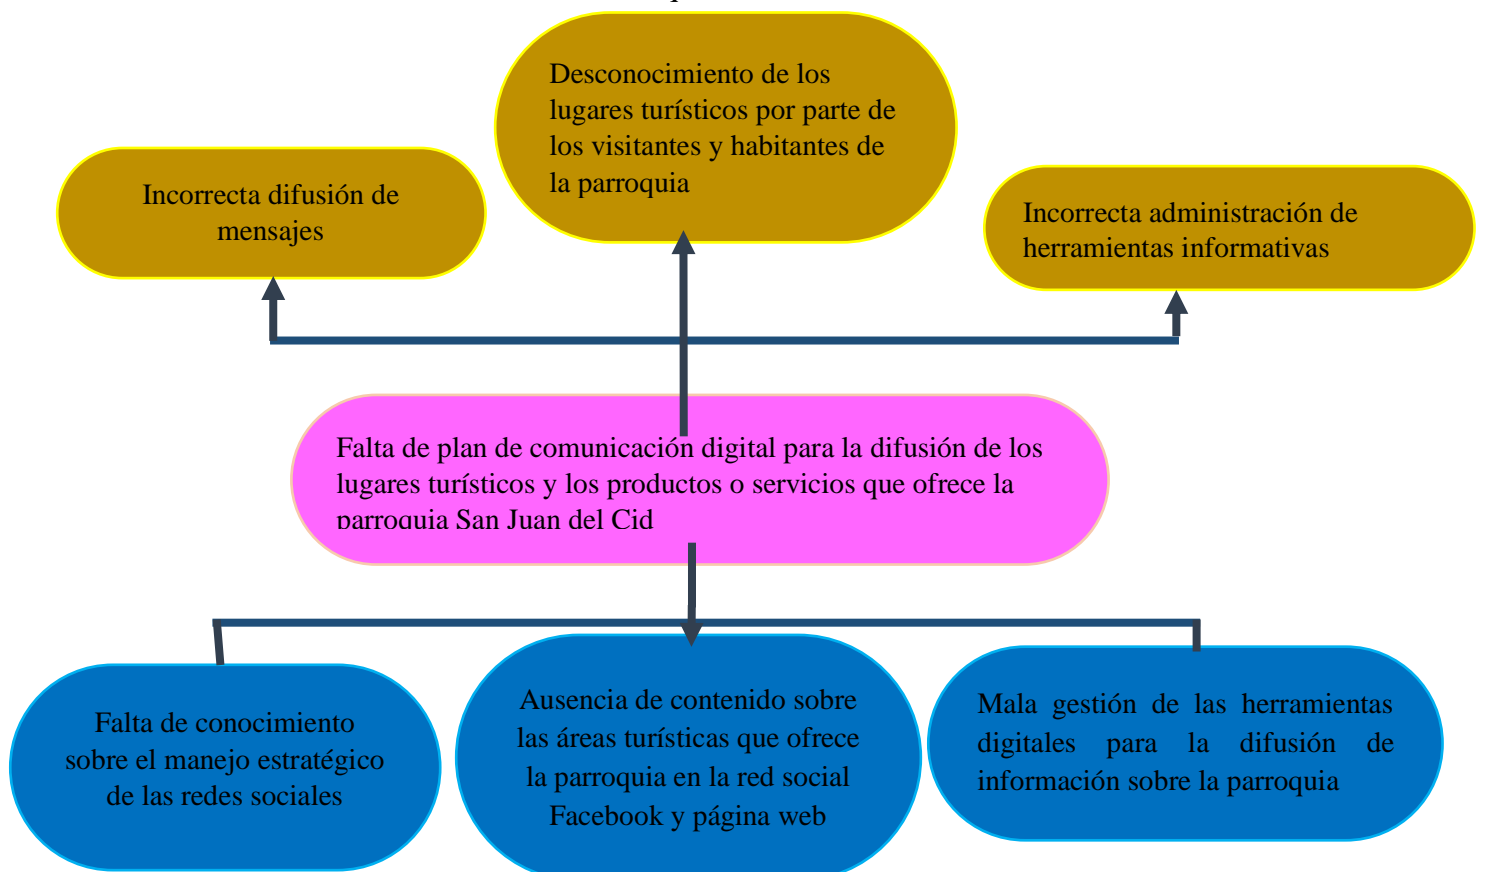 Desconocimiento de los
lugares turísticos por parte de
los visitantes y habitantes de
la parroquia
Incorrecta difusión de
mensajes
Incorrecta administración de
herramientas informativas
Falta de plan de comunicación digital para la difusión de los
lugares turísticos y los productos o servicios que ofrece la
parroquia San Juan del Cid
Falta de conocimiento
sobre el manejo estratégico
de las redes sociales
Ausencia de contenido sobre
las áreas turísticas que ofrece
la parroquia en la red social
Facebook y página web
Mala gestión de las herramientas
digitales para la difusión de
información sobre la parroquia